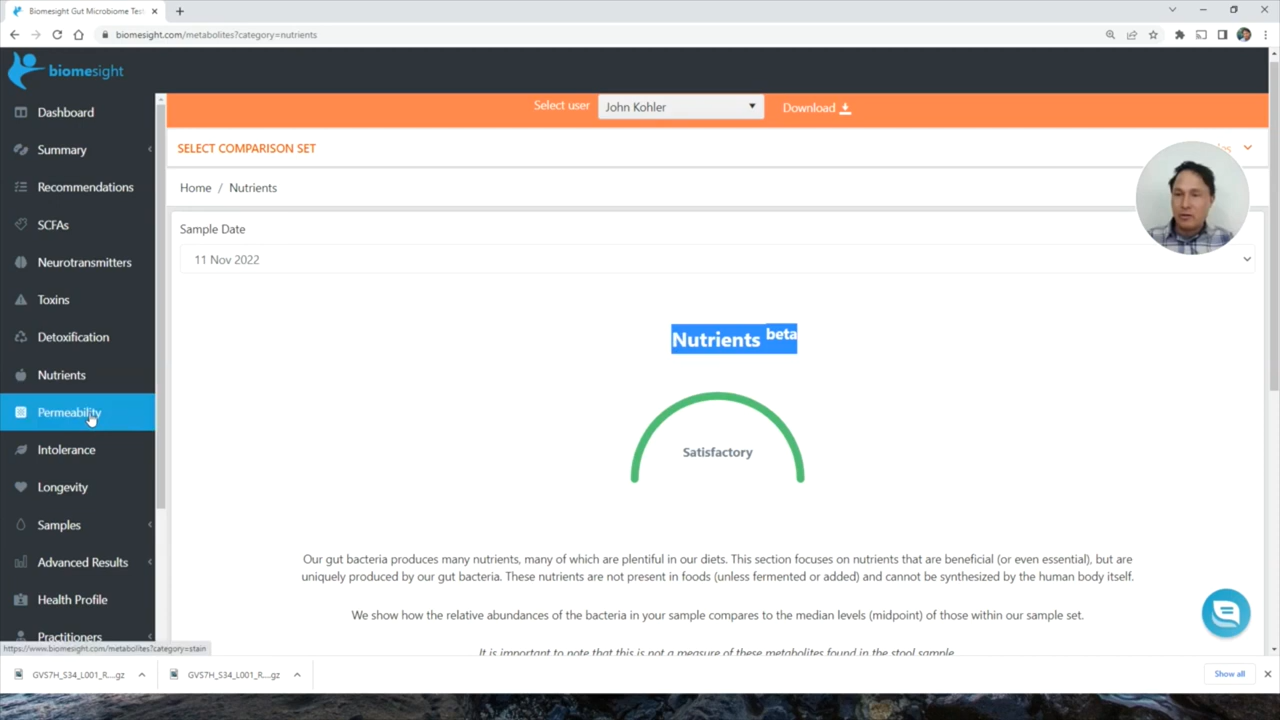 Biomesight Gut Microbiome Tes
biomesight.com/metabolites?category=nutrients
biomesight
Select user
John Kohler
Download
Dashboard
Summary
Recommendations
SCFAs
Neurotransmitters
Toxins
Detoxification
Nutrients
Permeability
Intolerance
Longevity
Samples
Advanced Results
Health Profile
Practitioners
SELECT COMPARISON SET
Home / Nutrients
Sample Date
11 Nov 2022
Nutrients beta
Satisfactory
Our gut bacteria produces many nutrients, many of which are plentiful in our diets. This section focuses on nutrients that are beneficial (or even essential), but are
uniquely produced by our gut bacteria. These nutrients are not present in foods (unless fermented or added) and cannot be synthesized by the human body itself.
We show how the relative abundances of the bacteria in your sample compares to the median levels (midpoint) of those within our sample set.
It is important to note that this is not a measure of these metabolites found in the stool sample.
https://www.biomesight.com/metabolites?category=stain
GVS7H_S34_L001_R....gz
GVS7H_S34_L001_R....gz
Show all